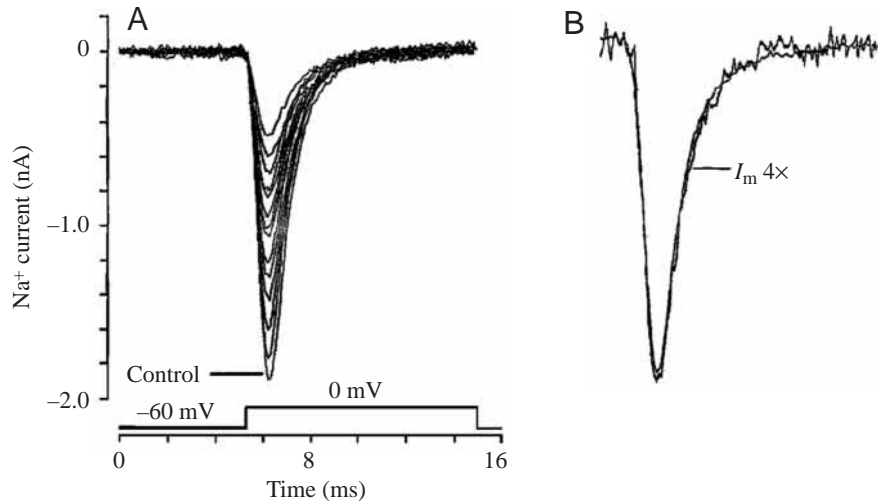 A
B
0
−1.0
−2.0
Na⁺ current (nA)
Control
−60 mV
0 mV
0
8
16
Time (ms)
Iₘ 4×